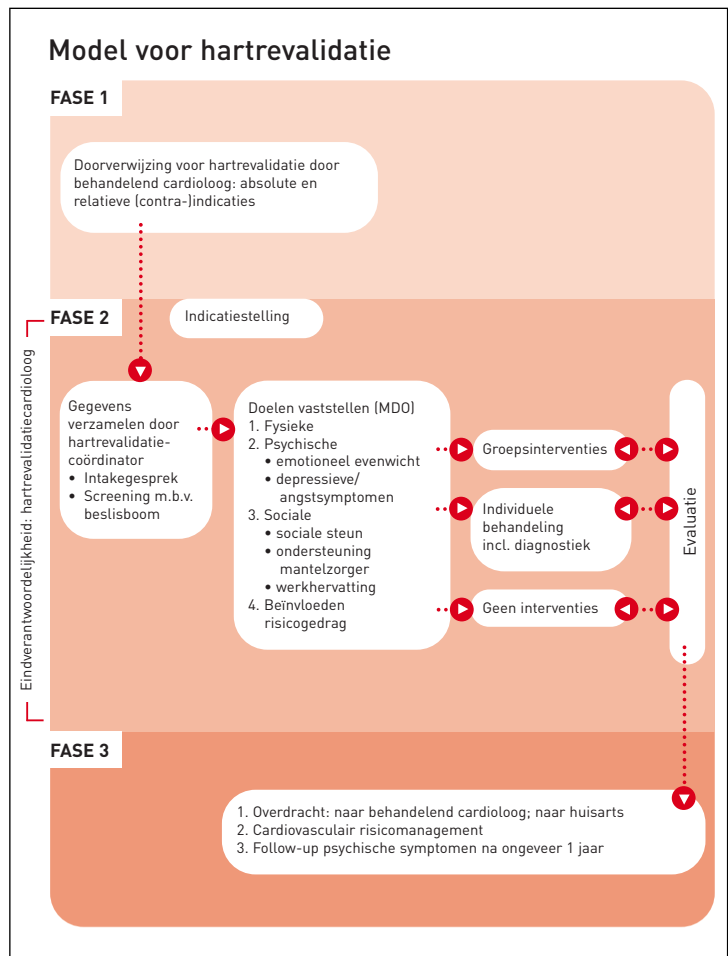 Model voor hartrevalidatie
FASE 1
Doorverwijzing voor hartrevalidatie door
behandelend cardioloog: absolute en
relatieve (contra-)indicaties
Eindverantwoordelijkheid: hartrevalidatiecardioloog
FASE 2
Indicatiestelling
Gegevens
verzamelen door
hartrevalidatie-
coördinator
• Intakegesprek
• Screening m.b.v.
beslisboom
Doelen vaststellen (MDO)
1. Fysieke
2. Psychische
• emotioneel evenwicht
• depressieve/
angstsymptomen
3. Sociale
• sociale steun
• ondersteuning
mantelzorger
• werkhervatting
4. Beïnvloeden
risicogedrag
Groepsinterventies
Individuele
behandeling
incl. diagnostiek
Geen interventies
Evaluatie
FASE 3
1. Overdracht: naar behandelend cardioloog; naar huisarts
2. Cardiovasculair risicomanagement
3. Follow-up psychische symptomen na ongeveer 1 jaar